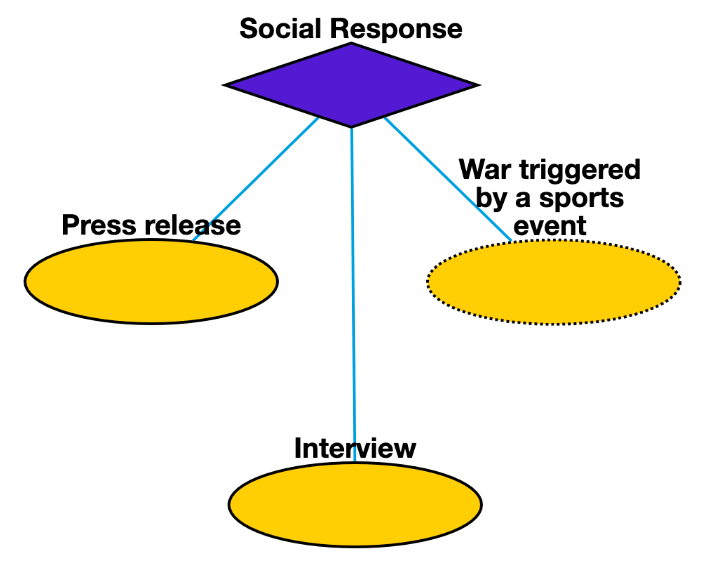 Social Response
War triggered
by a sports
event
Press release
Interview